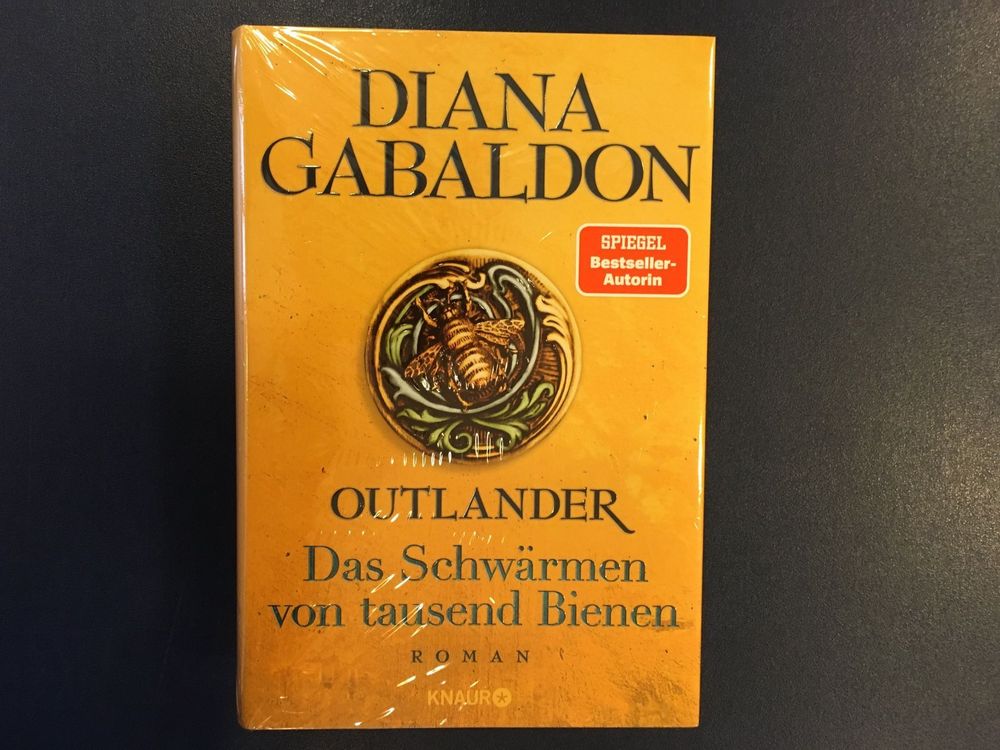 DIANA
GABALDON
SPIEGEL
Bestseller-
Autorin
OUTLANDER
Das Schwärmen
von tausend Bienen
ROMAN
KNAUR